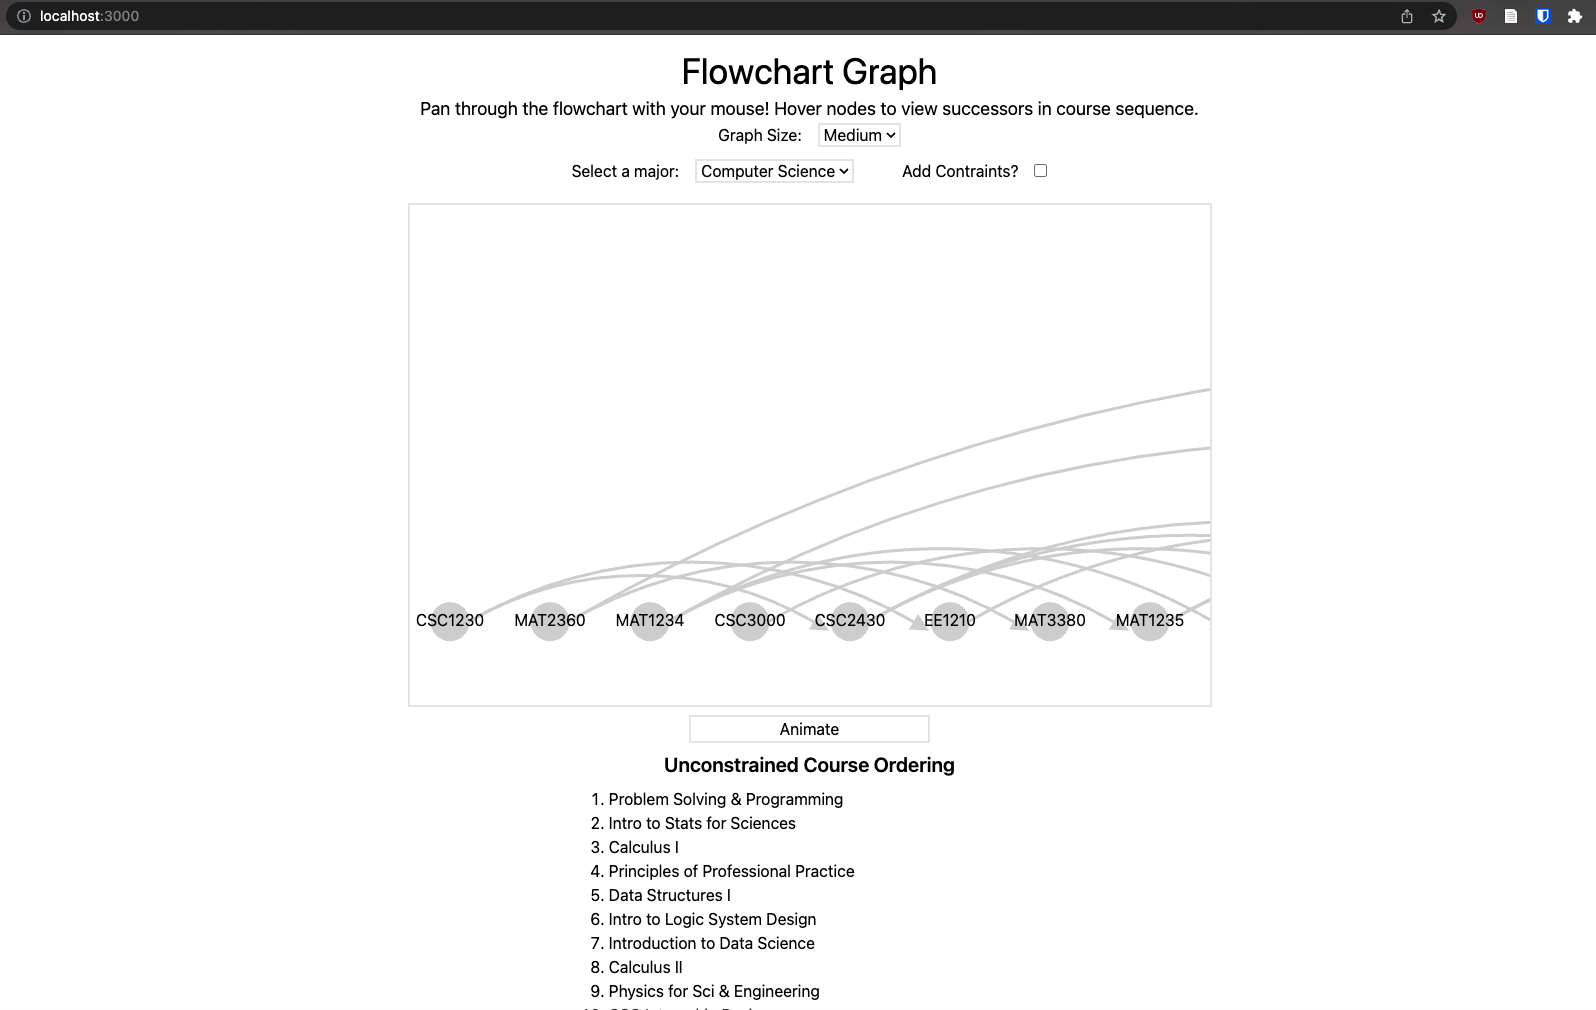 localhost:3000
Flowchart Graph
Pan through the flowchart with your mouse! Hover nodes to view successors in course sequence.
Graph Size: Medium
Select a major: Computer Science Add Contraints?
CSC1230 MAT2360 MAT1234 CSC3000 CSC2430 EE1210 MAT3380 MAT1235
Animate
Unconstrained Course Ordering
1. Problem Solving & Programming
2. Intro to Stats for Sciences
3. Calculus I
4. Principles of Professional Practice
5. Data Structures I
6. Intro to Logic System Design
7. Introduction to Data Science
8. Calculus II
9. Physics for Sci & Engineering